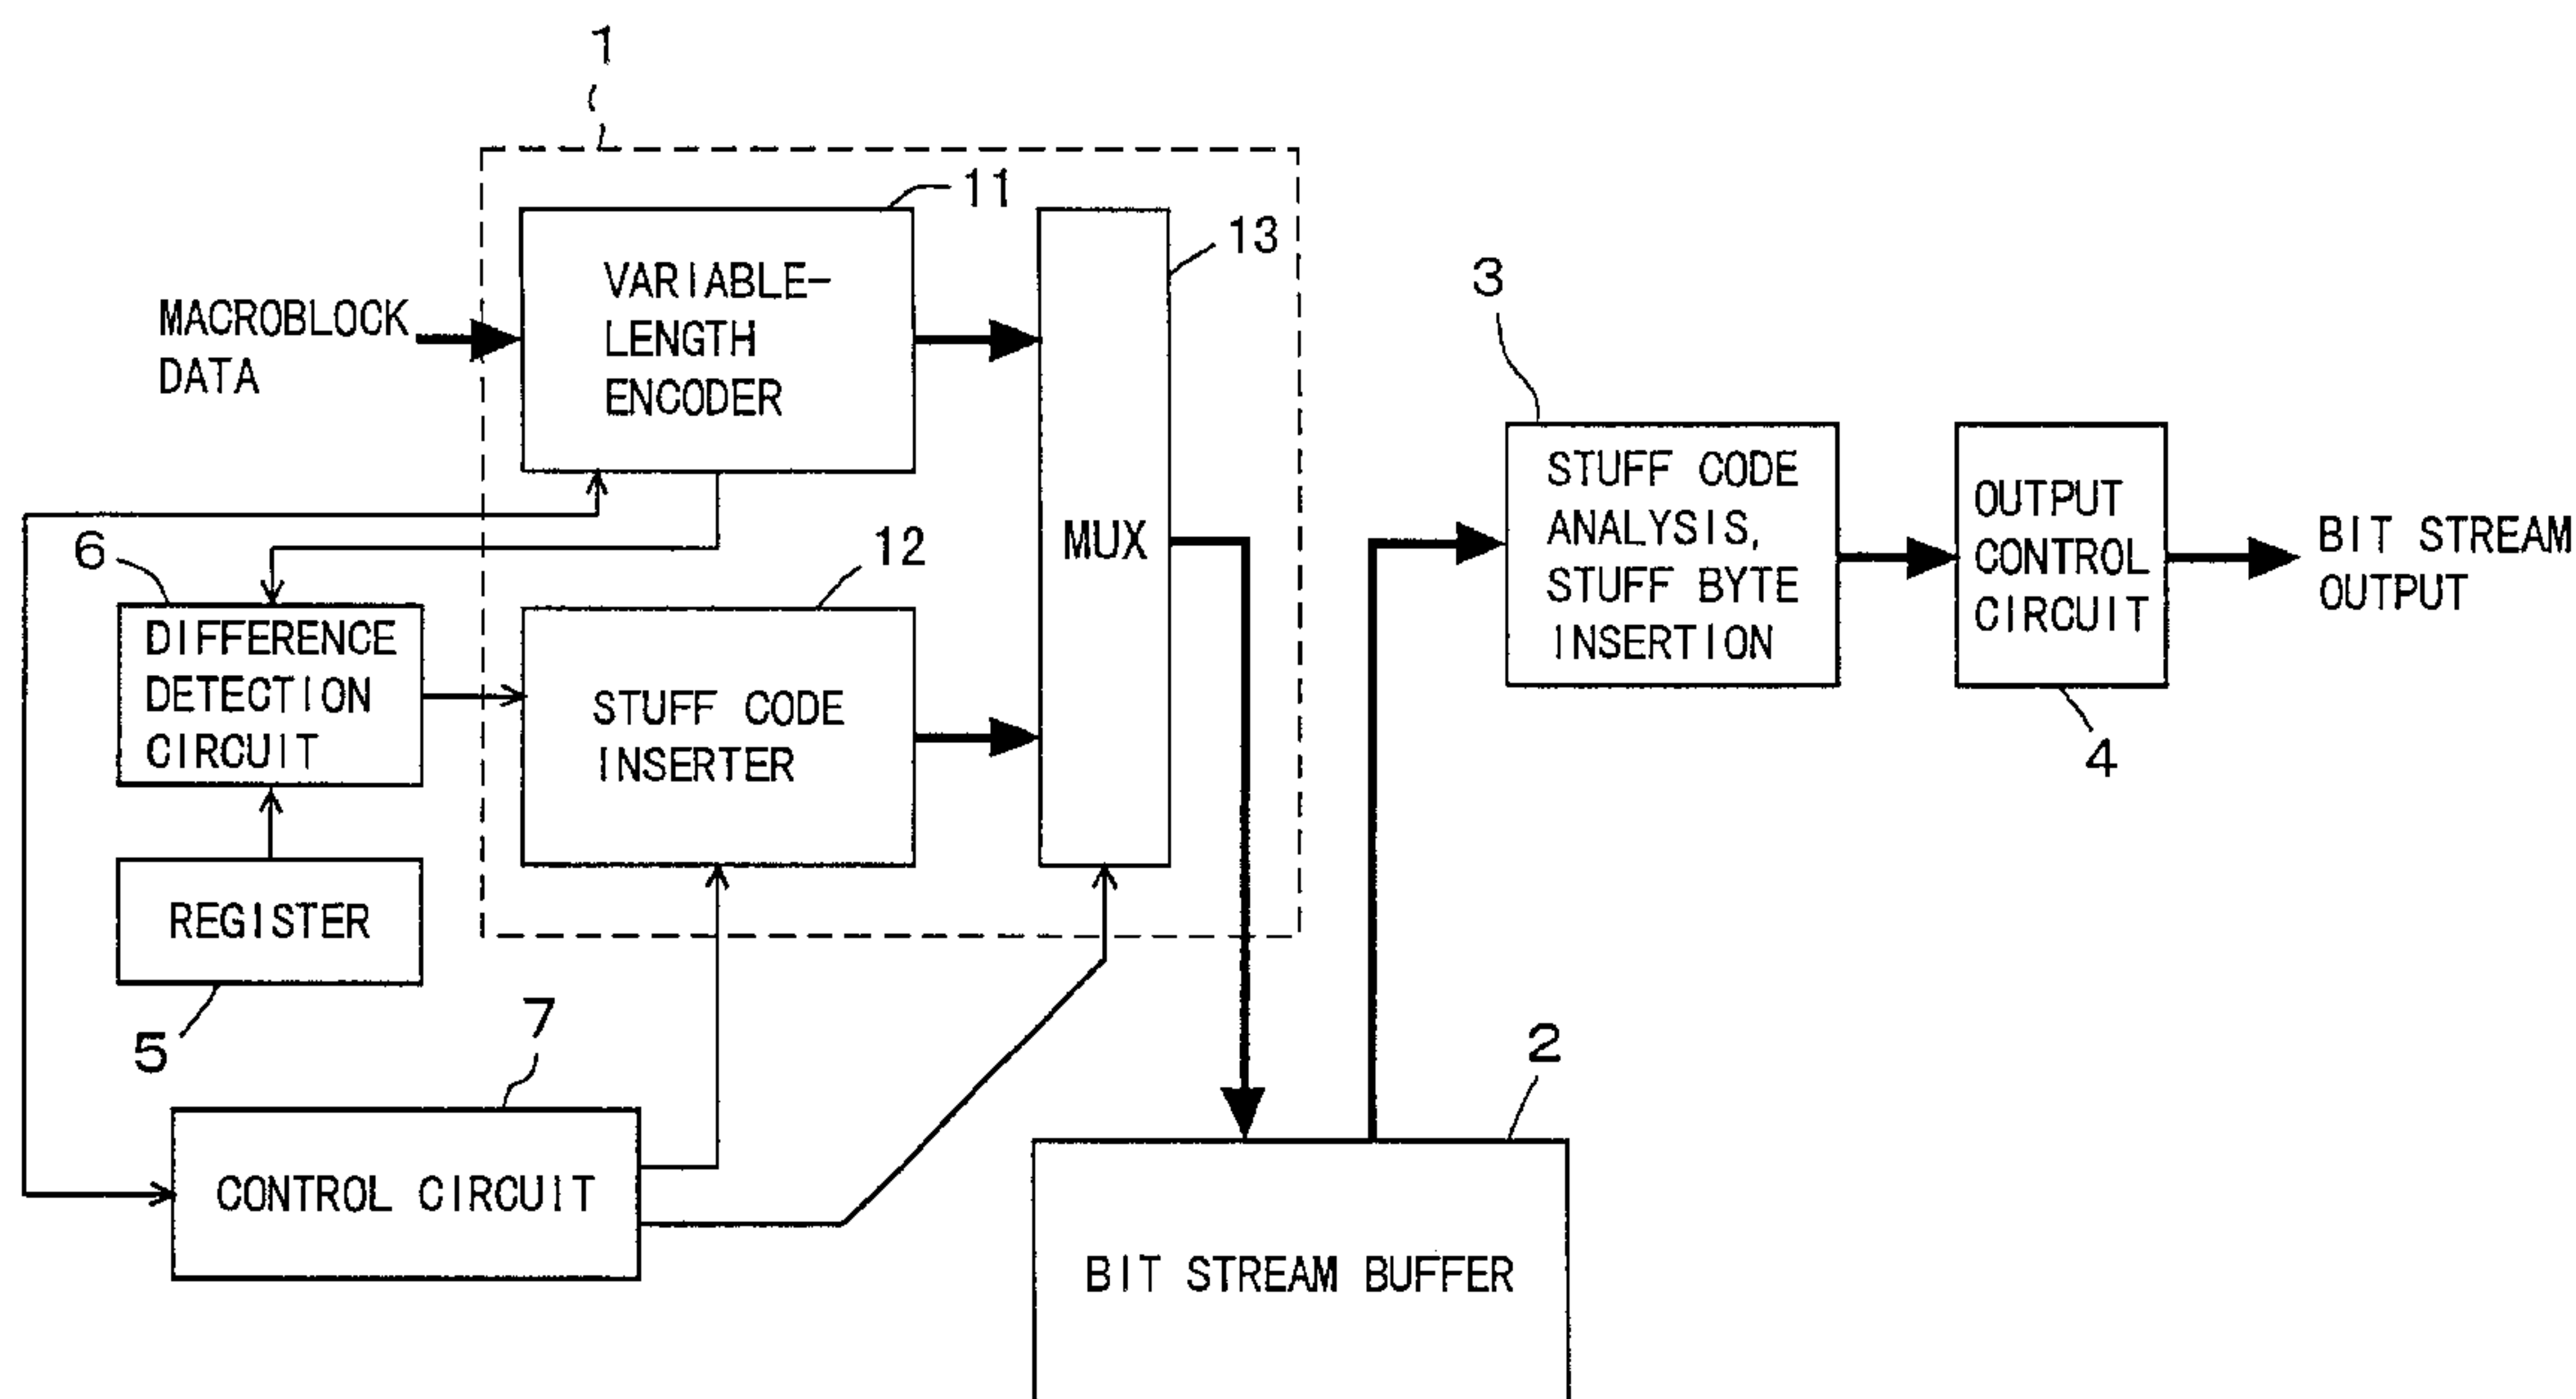 1
11
13
VARIABLE-
LENGTH
ENCODER
MACROBLOCK
DATA
3
6
12
MUX
STUFF CODE
ANALYSIS,
STUFF BYTE
INSERTION
OUTPUT
CONTROL
CIRCUIT
BIT STREAM
OUTPUT
DIFFERENCE
DETECTION
CIRCUIT
STUFF CODE
INSERTER
4
REGISTER
5
7
2
CONTROL CIRCUIT
BIT STREAM BUFFER